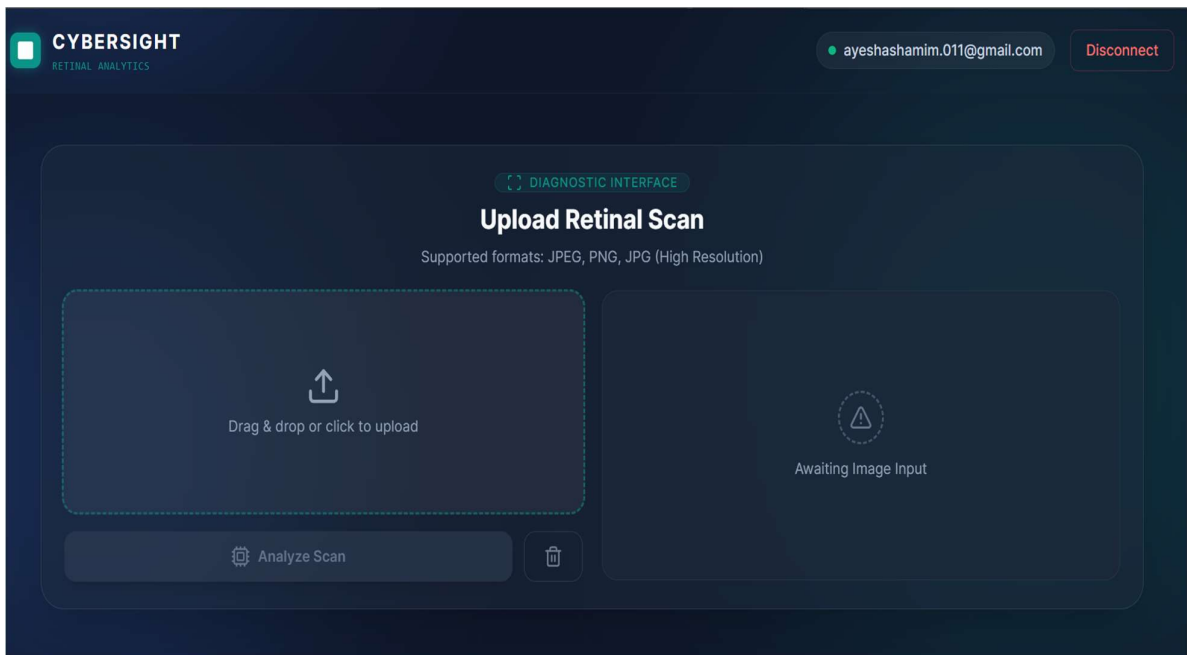 CYBERSIGHT
RETINAL ANALYTICS
ayeshashamim.011@gmail.com
Disconnect
DIAGNOSTIC INTERFACE
Upload Retinal Scan
Supported formats: JPEG, PNG, JPG (High Resolution)
Drag & drop or click to upload
Awaiting Image Input
Analyze Scan